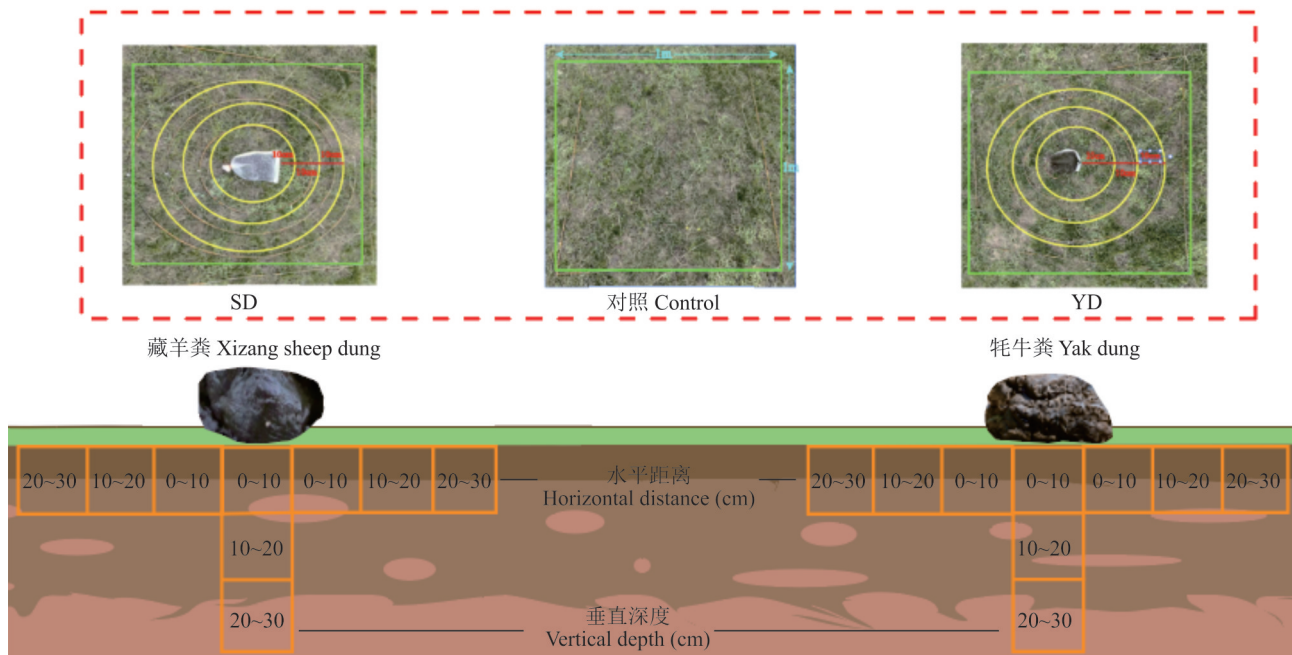 1m
1m
SD
对照 Control
YD
藏羊粪 Xizang sheep dung
牦牛粪 Yak dung
20~30
10~20
0~10
0~10
0~10
10~20
20~30
水平距离
Horizontal distance (cm)
20~30
10~20
0~10
0~10
0~10
10~20
20~30
10~20
10~20
20~30
垂直深度
Vertical depth (cm)
20~30